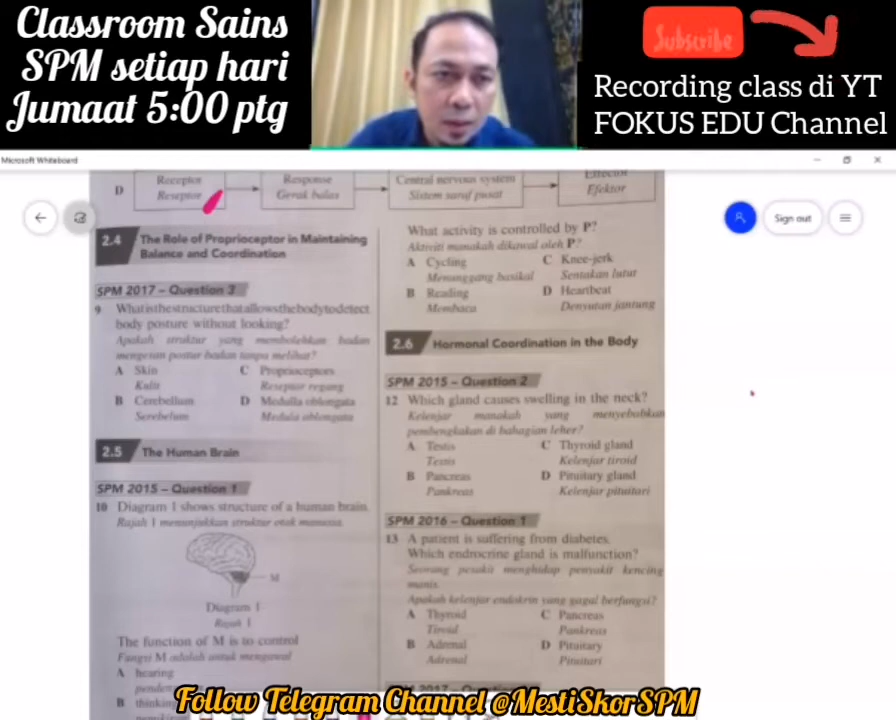 Classroom Sains
SPM setiap hari
Jumaat 5:00 ptg
Subscribe
Recording class di YT
FOKUS EDU Channel
Microsoft Whiteboard
Sign out
D
Receptor
Reseptor
Response
Gerak balas
Central nervous system
Sistem saraf pusat
Effector
Efektor
2.4 The Role of Proprioceptor in Maintaining
Balance and Coordination
SPM 2017 – Question 3
9 What is the structure that allows the body to detect
body posture without looking?
Apakah struktur yang membolehkan badan
mengesan postur badan tanpa melihat?
A Skin
Kulit
C Proprioceptors
Reseptor regang
B Cerebellum
Serebelum
D Medulla oblongata
Medula oblongata
2.5 The Human Brain
SPM 2015 – Question 1
10 Diagram 1 shows structure of a human brain.
Rajah 1 menunjukkan struktur otak manusia.
M
Diagram 1
Rajah 1
The function of M is to control
Fungsi M adalah untuk mengawal
A hearing
B thinking
What activity is controlled by P?
Aktiviti manakah dikawal oleh P?
A Cycling
Menunggang basikal
C Knee-jerk
Sentakan lutut
B Reading
Membaca
D Heartbeat
Denyutan jantung
2.6 Hormonal Coordination in the Body
SPM 2015 – Question 2
12 Which gland causes swelling in the neck?
Kelenjar manakah yang menyebabkan
pembengkakan di bahagian leher?
A Testis
Testis
C Thyroid gland
Kelenjar tiroid
B Pancreas
Pankreas
D Pituitary gland
Kelenjar pituitari
SPM 2016 – Question 1
13 A patient is suffering from diabetes.
Which endocrine gland is malfunction?
Seorang pesakit menghidap penyakit kencing
manis.
Apakah kelenjar endokrin yang gagal berfungsi?
A Thyroid
Tiroid
C Pancreas
Pankreas
B Adrenal
Adrenal
D Pituitary
Pituitari
Follow Telegram Channel @MestiSkorSPM